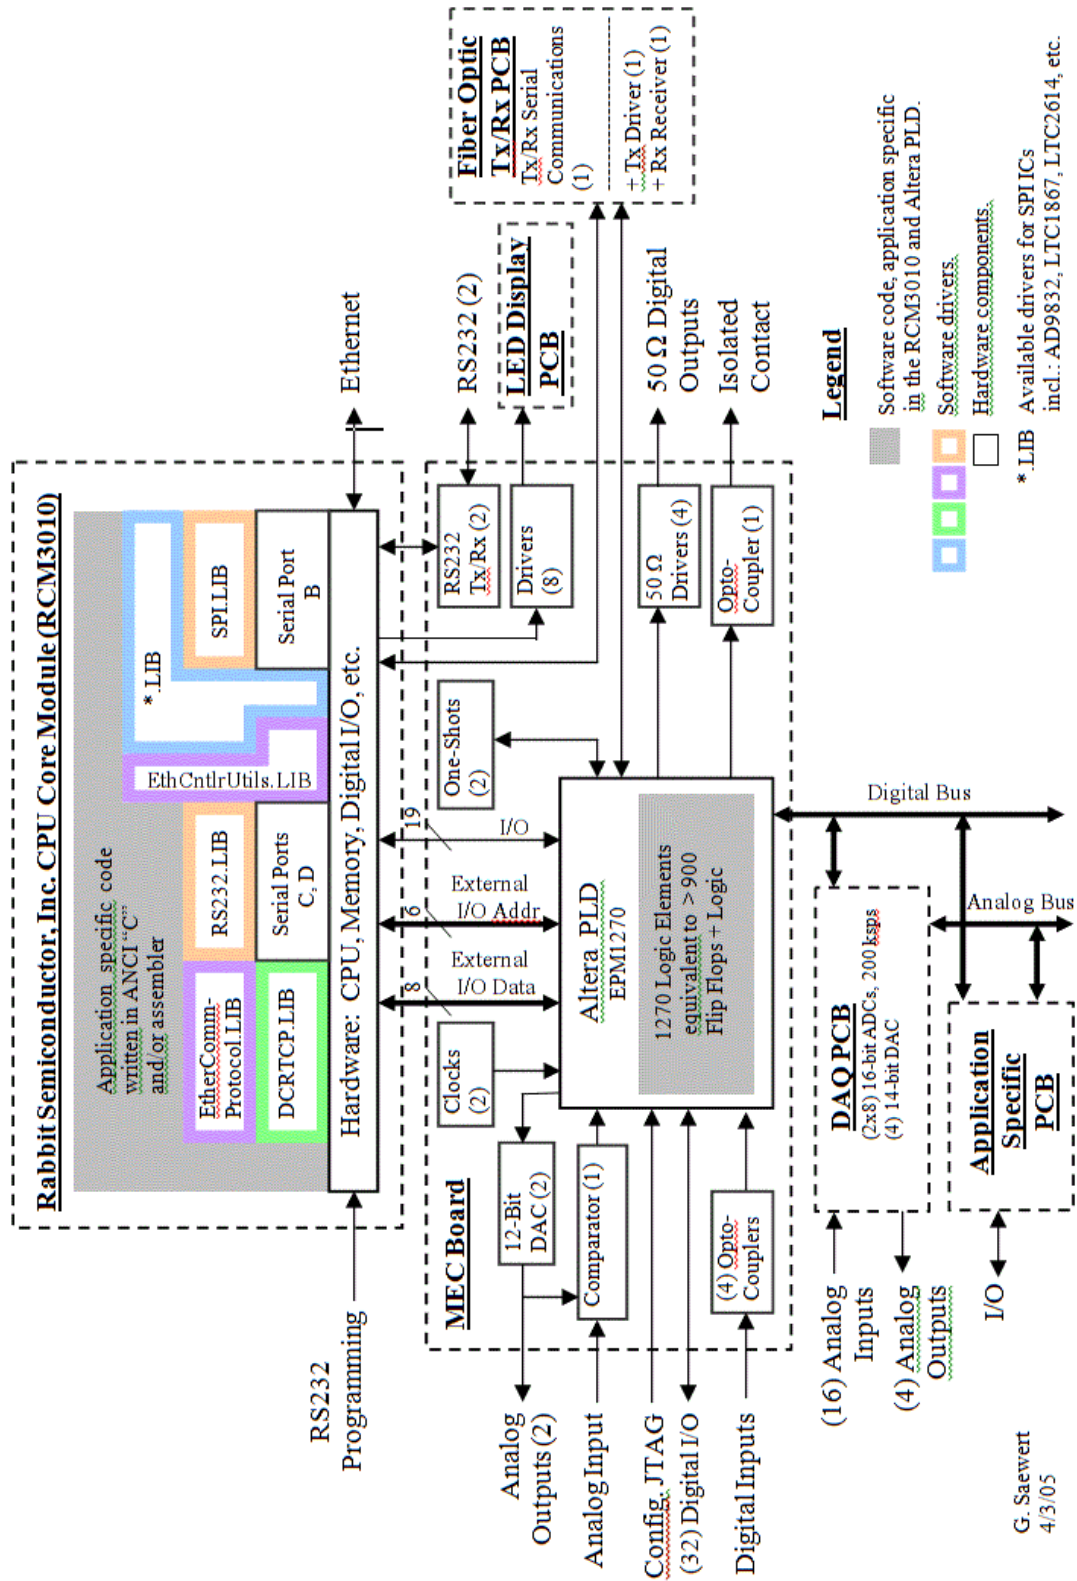 Rabbit Semiconductor, Inc. CPU Core Module (RCM3010)
Application specific code
written in ANCI "C"
and/or assembler
*.LIB
EtherComm-
Protocol.LIB
RS232.LIB
EthCntlrUtils.LIB
SPI.LIB
DCRTCP.LIB
Serial Ports
C, D
Serial Port
B
Hardware: CPU, Memory, Digital I/O, etc.
RS232
Programming
Ethernet
8
6
19
External
I/O Data
External
I/O Addr
I/O
MEC Board
Clocks
(2)
One-Shots
(2)
RS232
Tx/Rx (2)
RS232 (2)
Drivers
(8)
LED Display
PCB
Fiber Optic
Tx/Rx PCB
Tx/Rx Serial
Communications
(1)
+ Tx Driver (1)
+ Rx Receiver (1)
12-Bit
DAC (2)
Analog
Outputs (2)
Comparator (1)
Analog Input
Altera PLD
EPM1270
1270 Logic Elements
equivalent to > 900
Flip Flops + Logic
50 Ω
Drivers (4)
50 Ω Digital
Outputs
Opto-
Coupler (1)
Isolated
Contact
Config. JTAG
(32) Digital I/O
(4) Opto-
Couplers
Digital Inputs
Digital Bus
Analog Bus
DAQ PCB
(2x8) 16-bit ADCs, 200 ksps
(4) 14-bit DAC
(16) Analog
Inputs
(4) Analog
Outputs
Application
Specific
PCB
I/O
Legend
Software code, application specific
in the RCM3010 and Altera PLD.
Software drivers.
Hardware components.
*.LIB Available drivers for SPI ICs
incl.: AD9832, LTC1867, LTC2614, etc.
G. Saewert
4/3/05